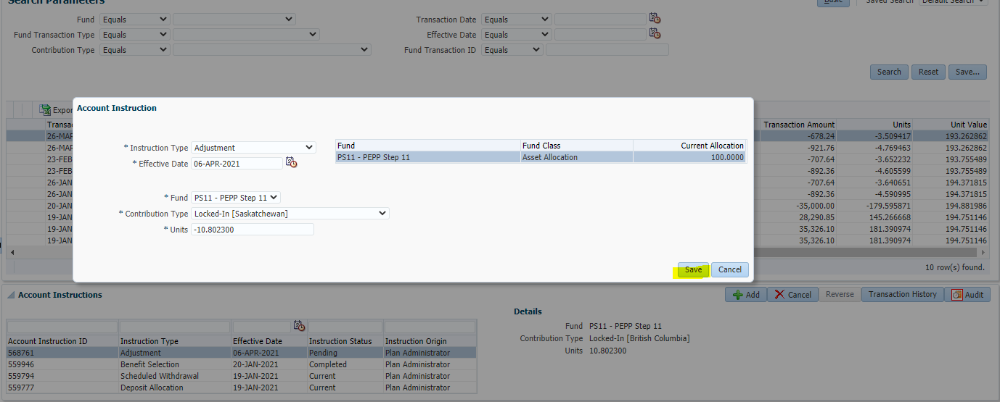 Search Parameters Basic Saved Search Default Search
Fund Equals Transaction Date Equals
Fund Transaction Type Equals Effective Date Equals
Contribution Type Equals Fund Transaction ID Equals
Search Reset Save...
Expor
Transa Transaction Amount Units Unit Value
26-MAR -678.24 -3.509417 193.262862
26-MAR -921.76 -4.769463 193.262862
23-FEB -707.64 -3.652232 193.755489
23-FEB -892.36 -4.605599 193.755489
26-JAN -707.64 -3.640651 194.371815
26-JAN -892.36 -4.590995 194.371815
20-JAN -35,000.00 -179.595871 194.881986
19-JAN 28,290.85 145.266668 194.751146
19-JAN 35,326.10 181.390974 194.751146
19-JAN 35,326.10 181.390974 194.751146
10 row(s) found.
Account Instruction
* Instruction Type Adjustment
* Effective Date 06-APR-2021
Fund Fund Class Current Allocation
PS11 - PEPP Step 11 Asset Allocation 100.0000
* Fund PS11 - PEPP Step 11
* Contribution Type Locked-In [Saskatchewan]
* Units -10.802300
Save Cancel
Account Instructions Add Cancel Reverse Transaction History Audit
Account Instruction ID Instruction Type Effective Date Instruction Status Instruction Origin
568761 Adjustment 06-APR-2021 Pending Plan Administrator
559946 Benefit Selection 20-JAN-2021 Completed Plan Administrator
559794 Scheduled Withdrawal 19-JAN-2021 Current Plan Administrator
559777 Deposit Allocation 19-JAN-2021 Current Plan Administrator
Details
Fund PS11 - PEPP Step 11
Contribution Type Locked-In [British Columbia]
Units 10.802300